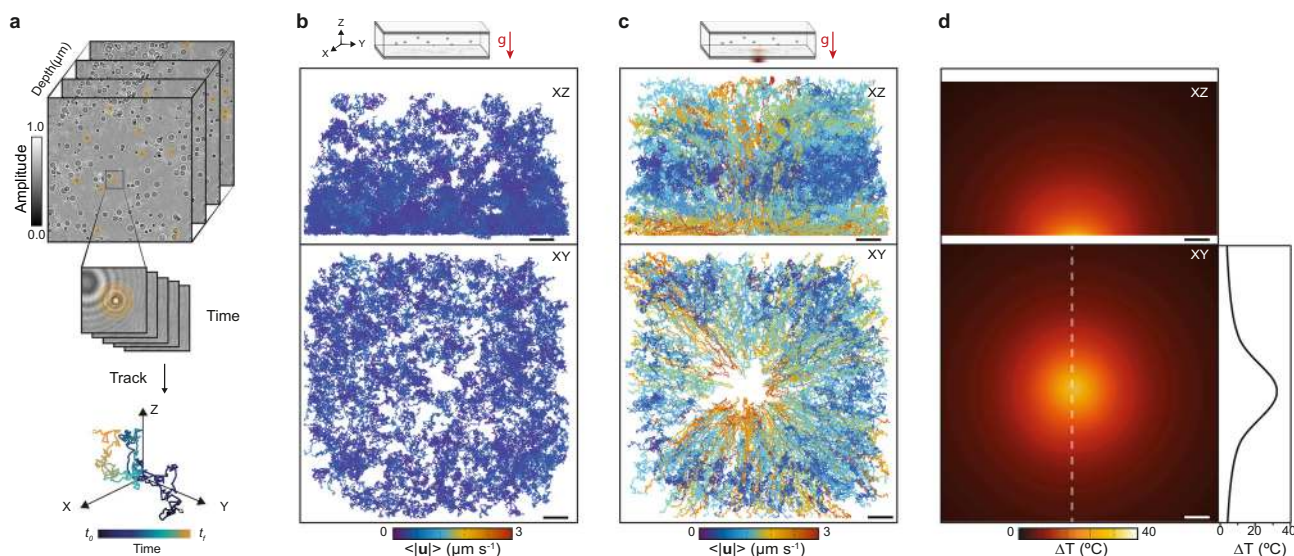 a
Depth(μm)
1.0
Amplitude
0.0
Time
Track
Z
X
Y
t₀
t_f
Time
b
Z
X
Y
g
XZ
XY
0
3
<|u|> (μm s⁻¹)
c
g
XZ
XY
0
3
<|u|> (μm s⁻¹)
d
XZ
XY
0
40
ΔT (ºC)
0 20 40
ΔT (ºC)